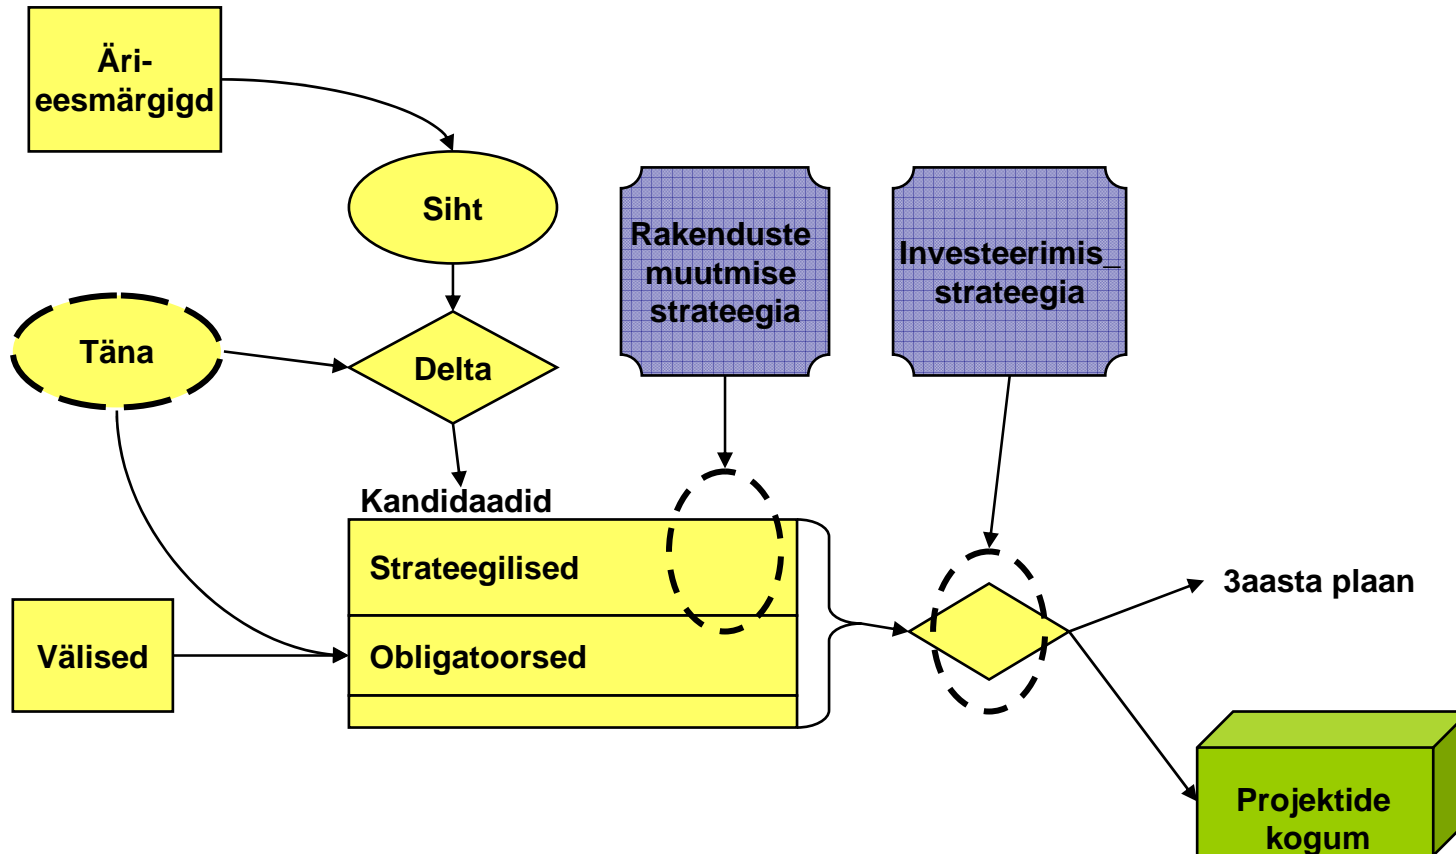 Äri-
eesmärgigd
Siht
Rakenduste
muutmise
strateegia
Investeerimis_
strateegia
Täna
Delta
Kandidaadid
Strateegilised
3aasta plaan
Välised
Obligatoorsed
Projektide
kogum